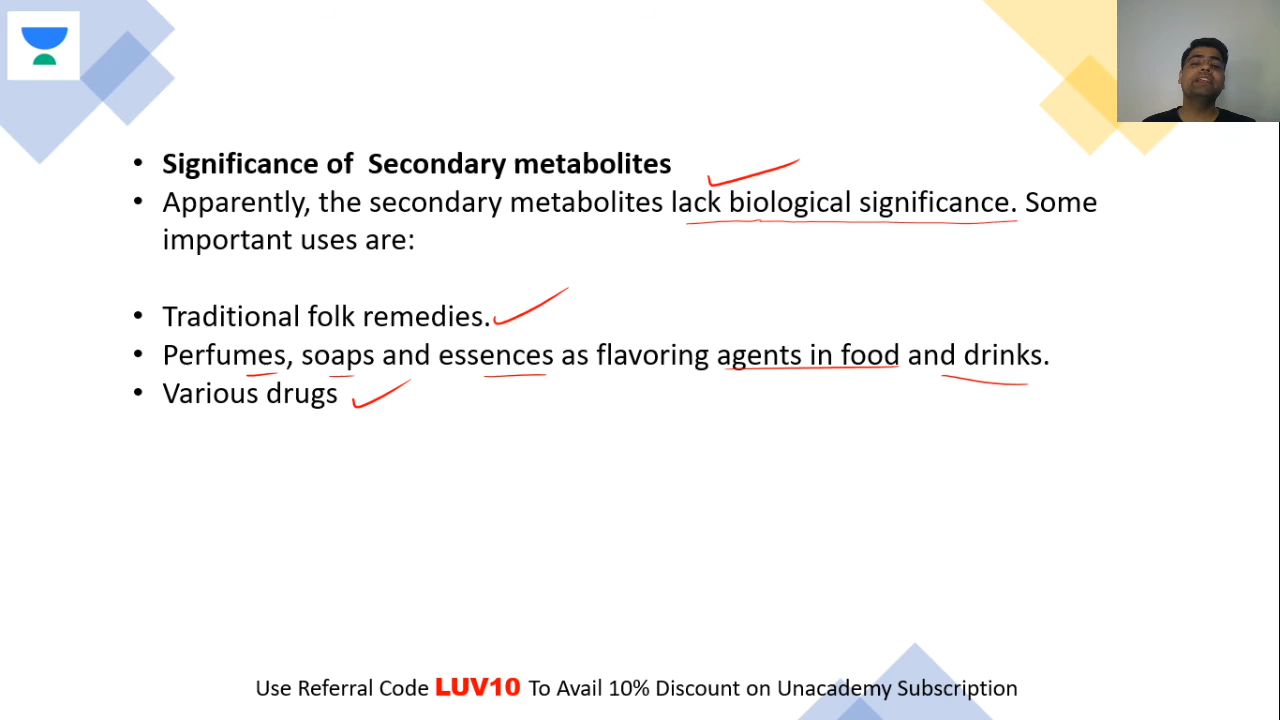 • Significance of Secondary metabolites
• Apparently, the secondary metabolites lack biological significance. Some
important uses are:
• Traditional folk remedies.
• Perfumes, soaps and essences as flavoring agents in food and drinks.
• Various drugs
Use Referral Code LUV10 To Avail 10% Discount on Unacademy Subscription